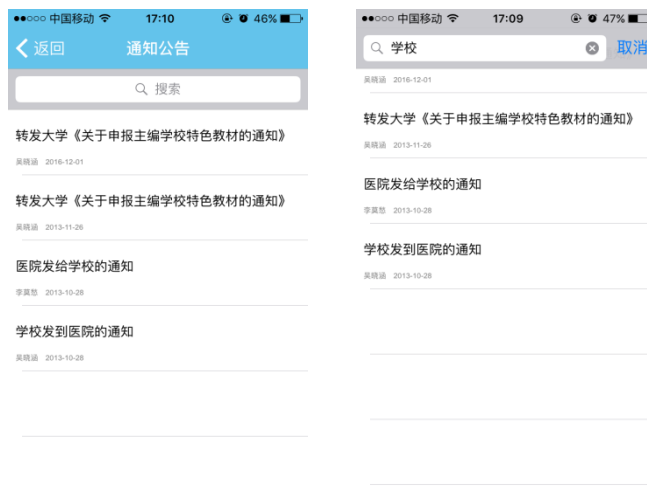 中国移动 17:10 46%
返回 通知公告
搜索
转发大学《关于申报主编学校特色教材的通知》
吴晓涵 2016-12-01
转发大学《关于申报主编学校特色教材的通知》
吴晓涵 2013-11-26
医院发给学校的通知
李莫愁 2013-10-28
学校发到医院的通知
吴晓涵 2013-10-28
中国移动 17:09 47%
学校 取消
吴晓涵 2016-12-01
转发大学《关于申报主编学校特色教材的通知》
吴晓涵 2013-11-26
医院发给学校的通知
李莫愁 2013-10-28
学校发到医院的通知
吴晓涵 2013-10-28